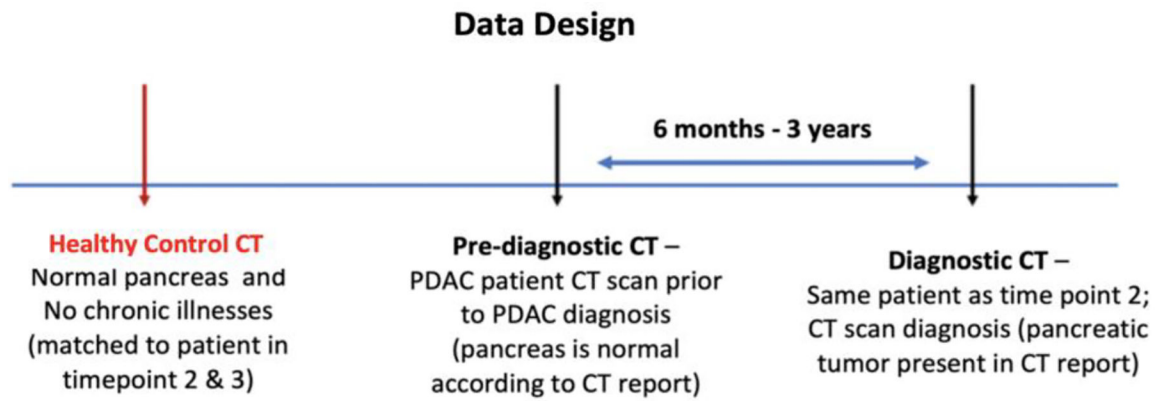 Data Design
6 months - 3 years
Healthy Control CT
Normal pancreas and
No chronic illnesses
(matched to patient in
timepoint 2 & 3)
Pre-diagnostic CT –
PDAC patient CT scan prior
to PDAC diagnosis
(pancreas is normal
according to CT report)
Diagnostic CT –
Same patient as time point 2;
CT scan diagnosis (pancreatic
tumor present in CT report)